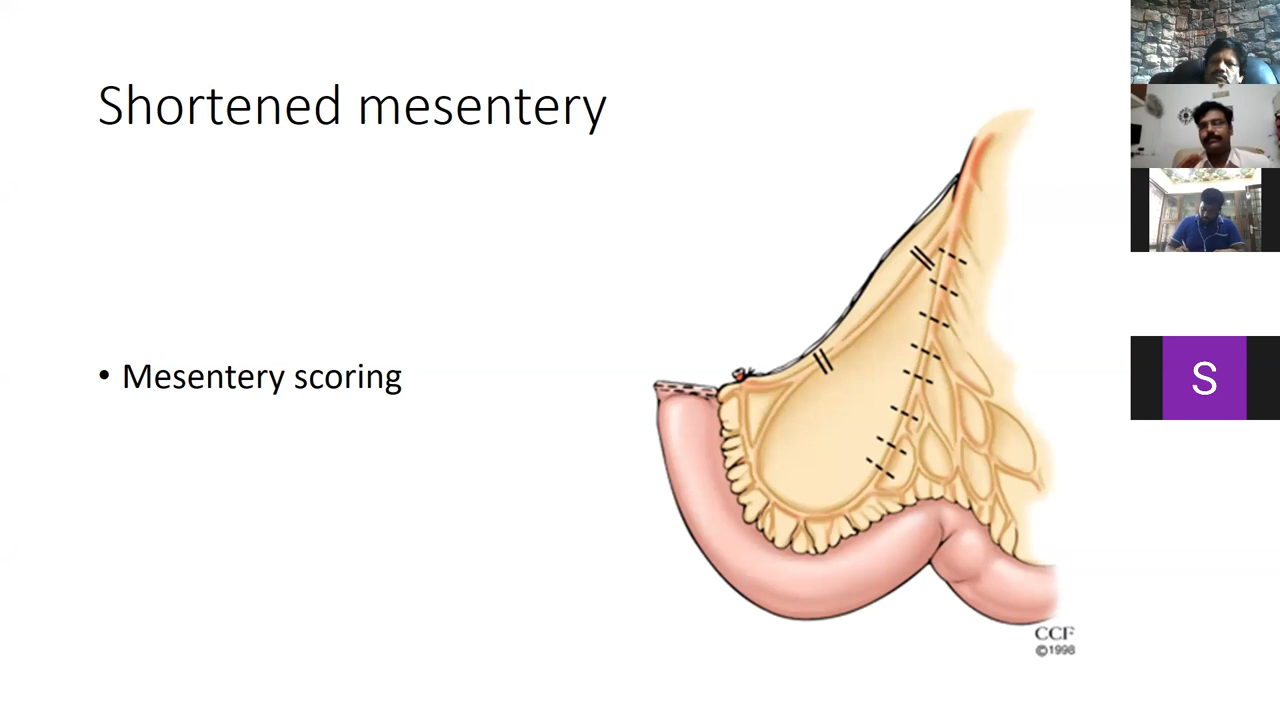 Shortened mesentery
• Mesentery scoring
CCF
©1998
S